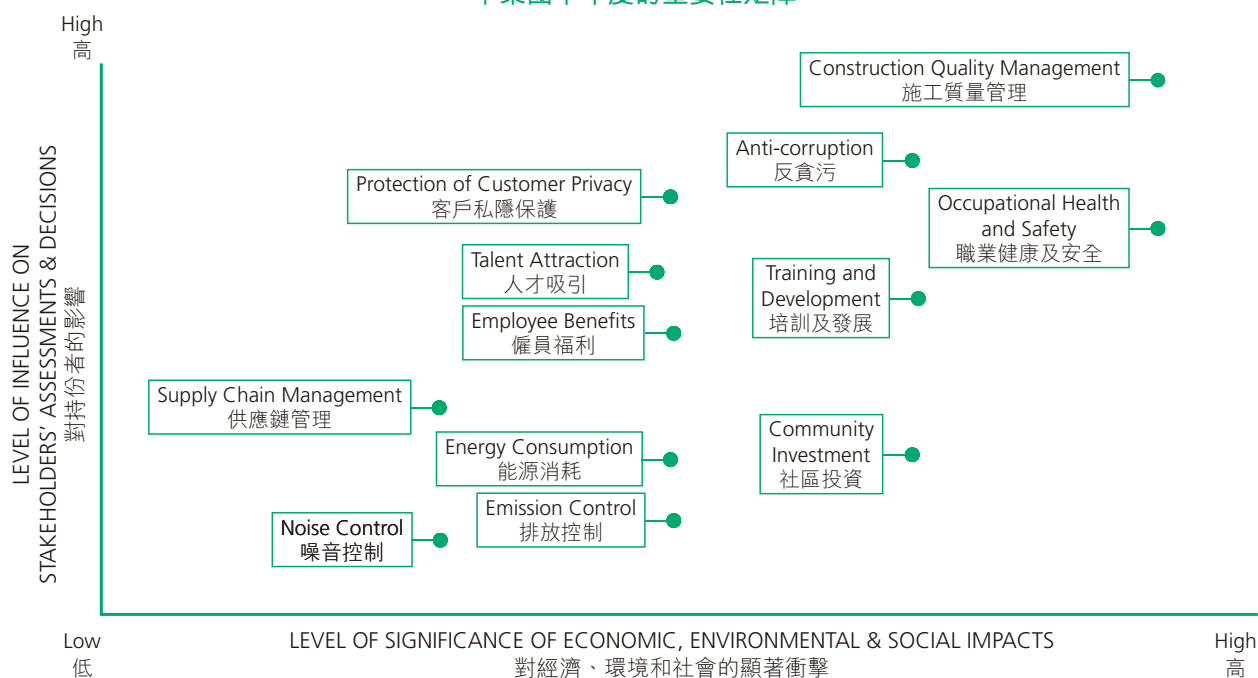 High
高
Construction Quality Management
施工質量管理
Anti-corruption
反貪污
Protection of Customer Privacy
客戶私隱保護
Occupational Health
and Safety
職業健康及安全
Talent Attraction
人才吸引
Training and
Development
培訓及發展
Employee Benefits
僱員福利
Supply Chain Management
供應鏈管理
Community
Investment
社區投資
Energy Consumption
能源消耗
Emission Control
排放控制
Noise Control
噪音控制
LEVEL OF INFLUENCE ON
STAKEHOLDERS’ ASSESSMENTS & DECISIONS
對持份者的影響
Low
低
LEVEL OF SIGNIFICANCE OF ECONOMIC, ENVIRONMENTAL & SOCIAL IMPACTS
對經濟、環境和社會的顯著衝擊
High
高